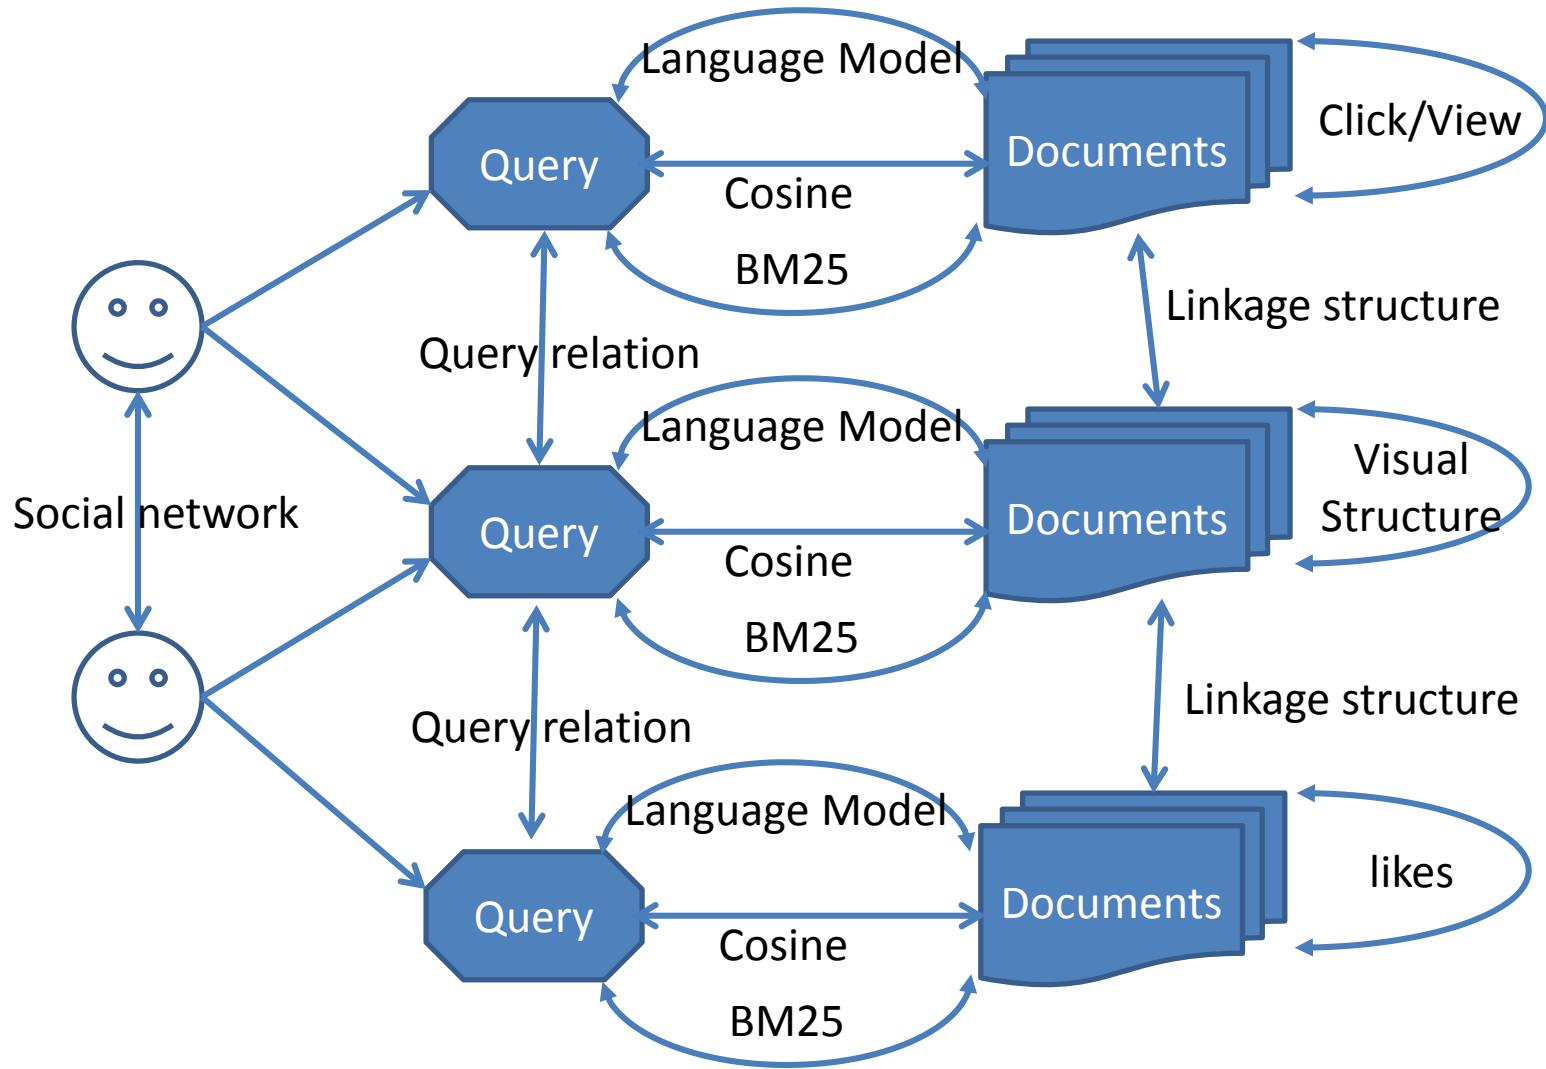 Language Model
Query
Documents
Click/View
Cosine
BM25
Linkage structure
Query relation
Language Model
Visual
Structure
Social network
Query
Documents
Cosine
BM25
Linkage structure
Query relation
Language Model
likes
Query
Documents
Cosine
BM25